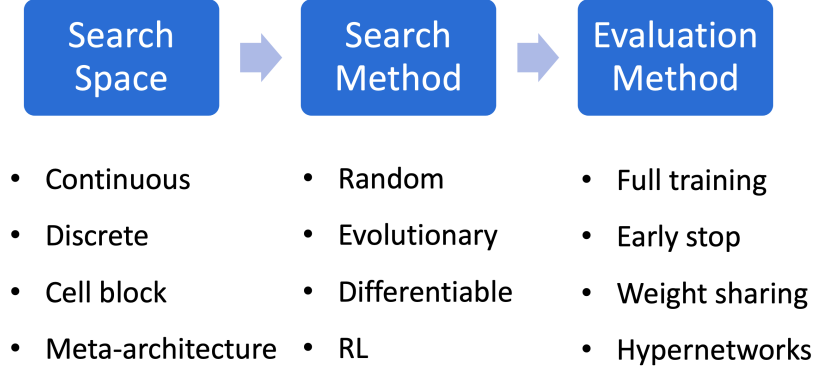 Search
Space
Search
Method
Evaluation
Method
• Continuous
• Discrete
• Cell block
• Meta-architecture
• Random
• Evolutionary
• Differentiable
• RL
• Full training
• Early stop
• Weight sharing
• Hypernetworks